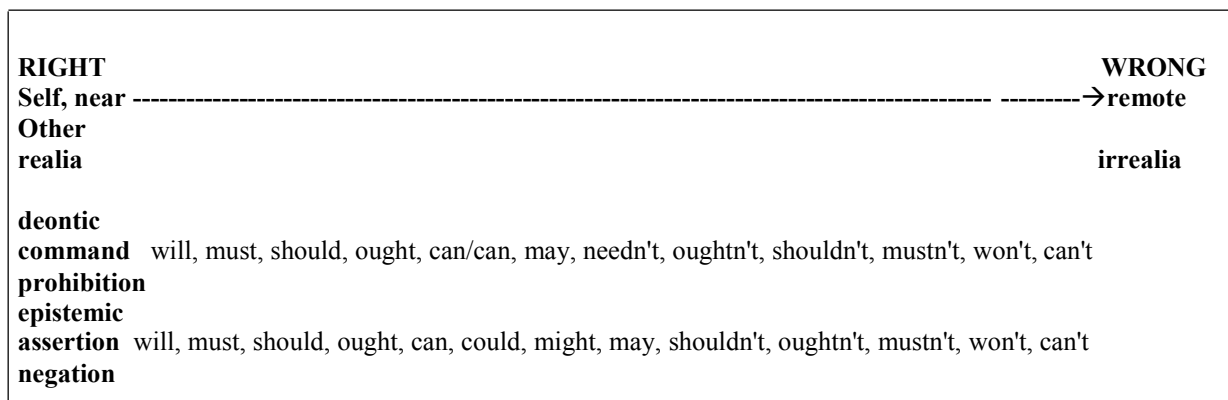 RIGHT WRONG
Self, near ----------------------------------------------------------------------------------------------- ---------→remote
Other
realia irrealia
deontic
command will, must, should, ought, can/can, may, needn't, oughtn't, shouldn't, mustn't, won't, can't
prohibition
epistemic
assertion will, must, should, ought, can, could, might, may, shouldn't, oughtn't, mustn't, won't, can't
negation